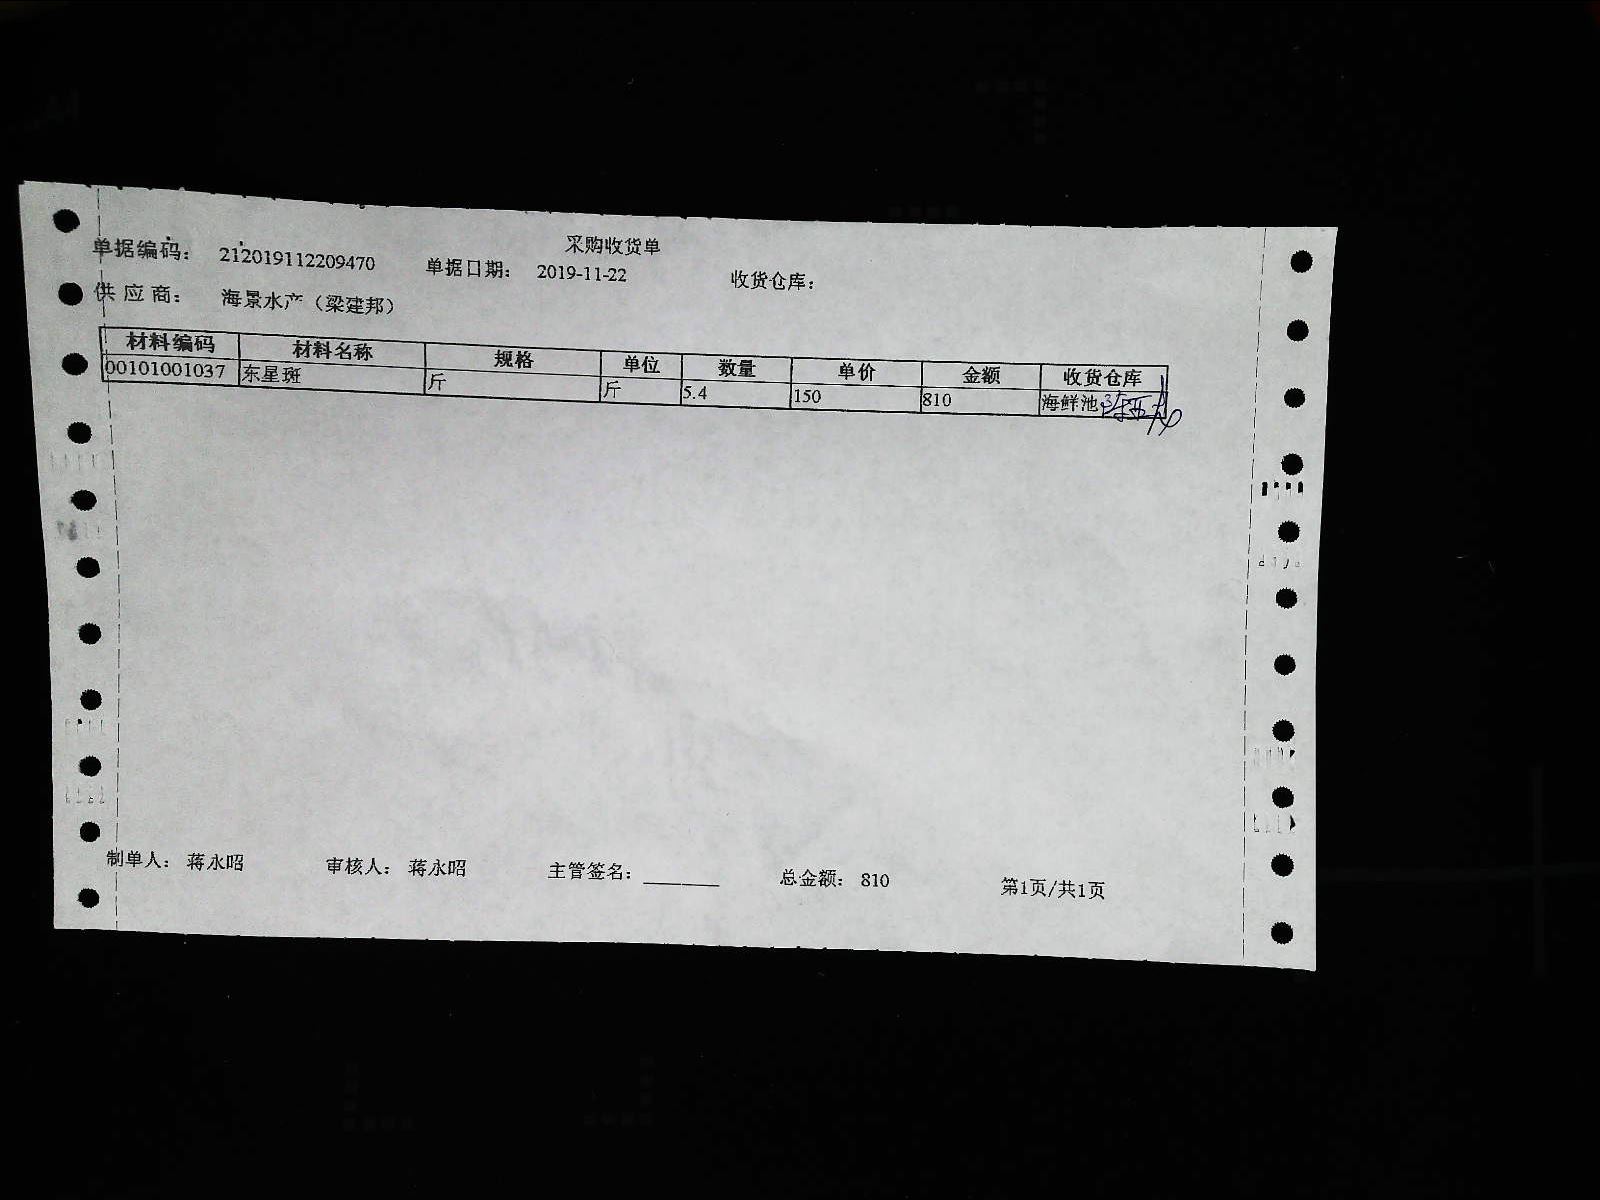 采购收货单
单据编码： 212019112209470 单据日期： 2019-11-22 收货仓库：
供应商： 海景水产（梁建邦）
材料编码 材料名称 规格 单位 数量 单价 金额 收货仓库
00101001037 东星斑 斤 斤 5.4 150 810 海鲜池
制单人： 蒋永昭 审核人： 蒋永昭 主管签名： 总金额： 810 第1页/共1页